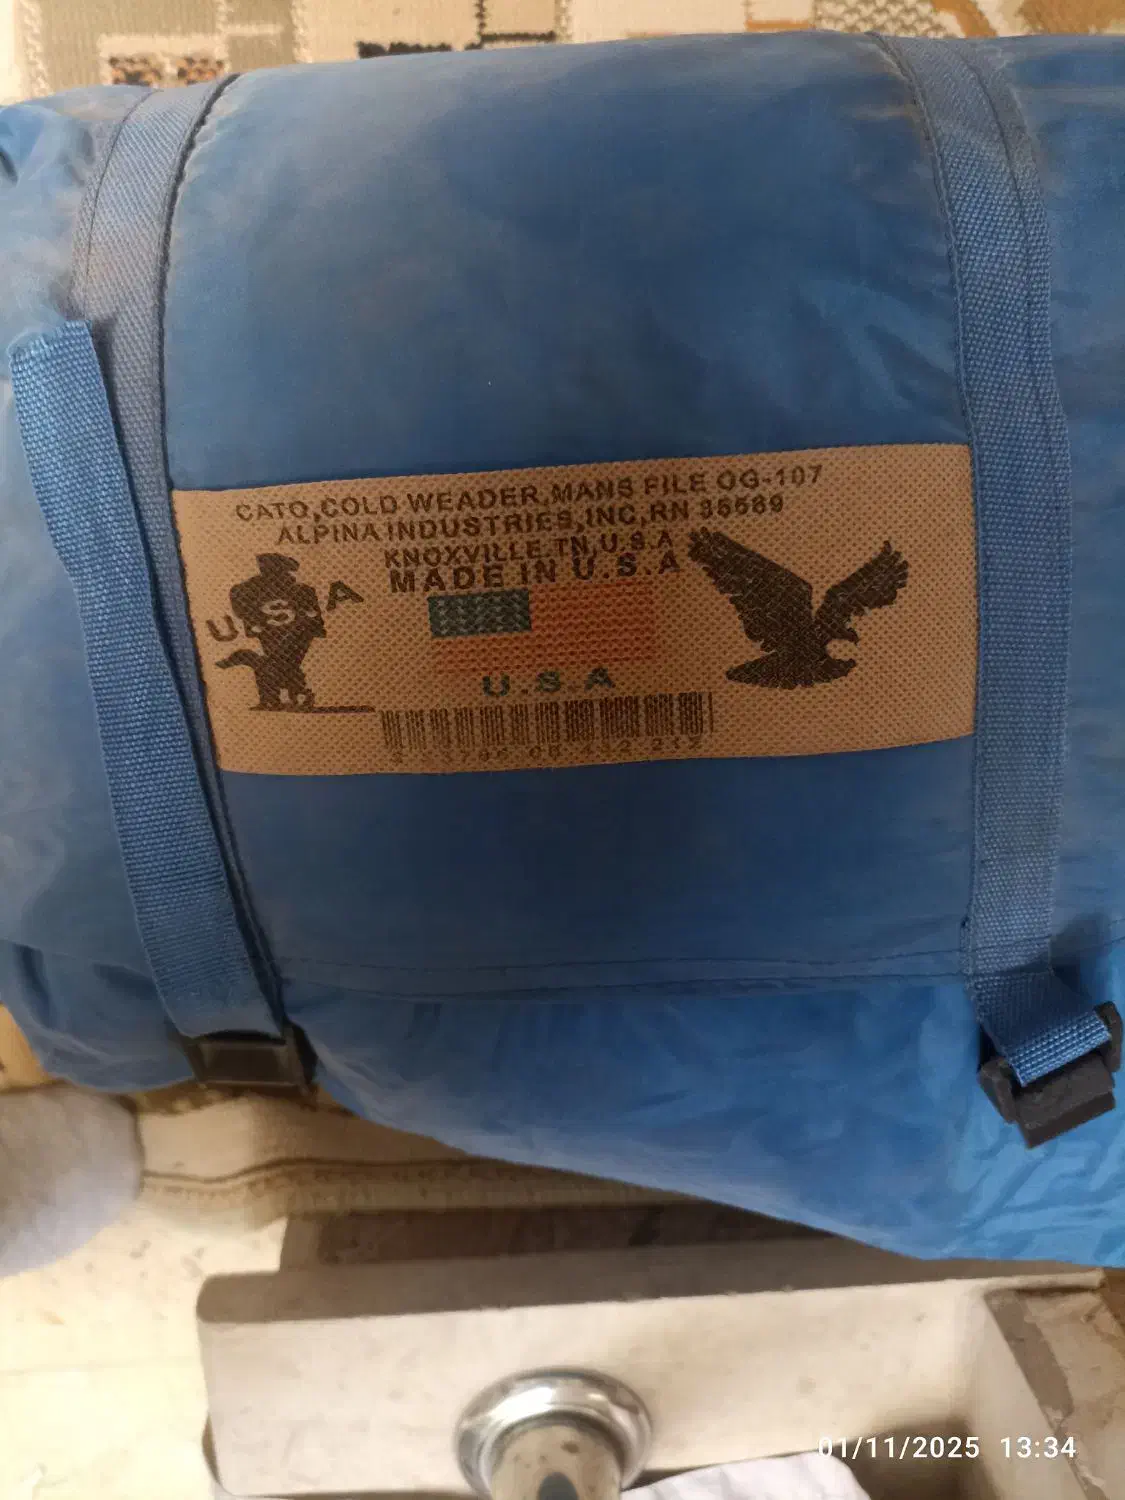 CATO,COLD WEADER,MANS FILE OG-107
ALPINA INDUSTRIES,INC,RN 35589
KNOXVILLE,TN,U.S.A
MADE IN U.S.A
U.S.A
U.S.A
01/11/2025 13:34